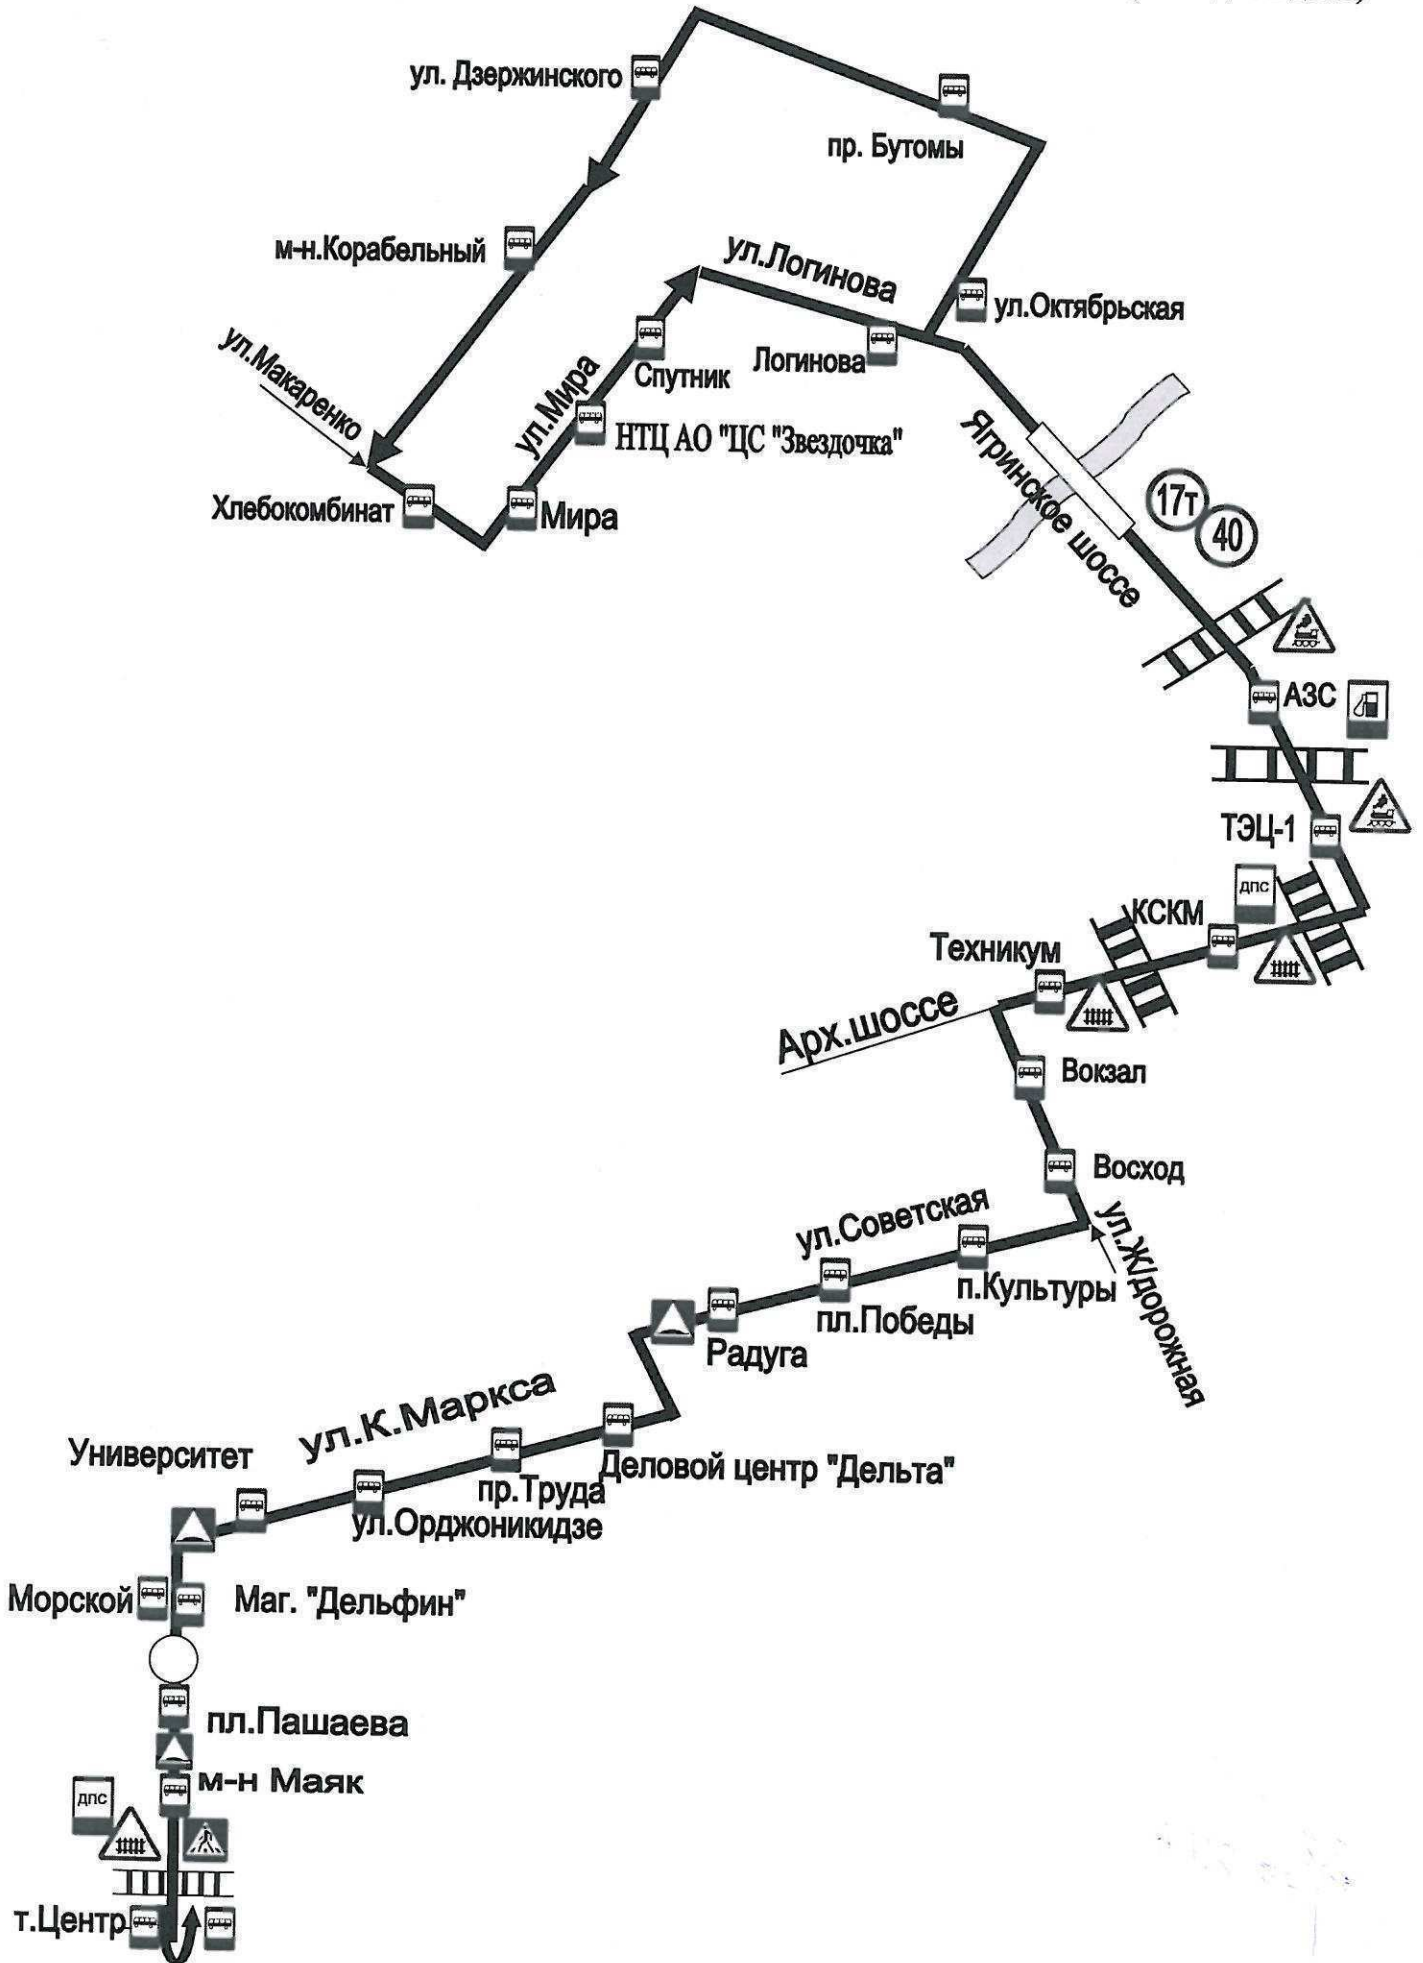 ул. Дзержинского
пр. Бутомы
м-н.Корабельный
ул.Логинова
ул.Октябрьская
ул.Макаренко
Спутник
Логинова
ул.Мира
НТЦ АО "ЦС "Звездочка"
Ягринское шоссе
Хлебокомбинат
Мира
17т
40
АЗС
ТЭЦ-1
ДПС
КСКМ
Техникум
Арх.шоссе
Вокзал
Восход
ул.Советская
ул.Ж/дорожная
п.Культуры
пл.Победы
Радуга
ул.К.Маркса
Университет
Деловой центр "Дельта"
пр.Труда
ул.Орджоникидзе
Морской
Маг. "Дельфин"
пл.Пашаева
м-н Маяк
ДПС
т.Центр